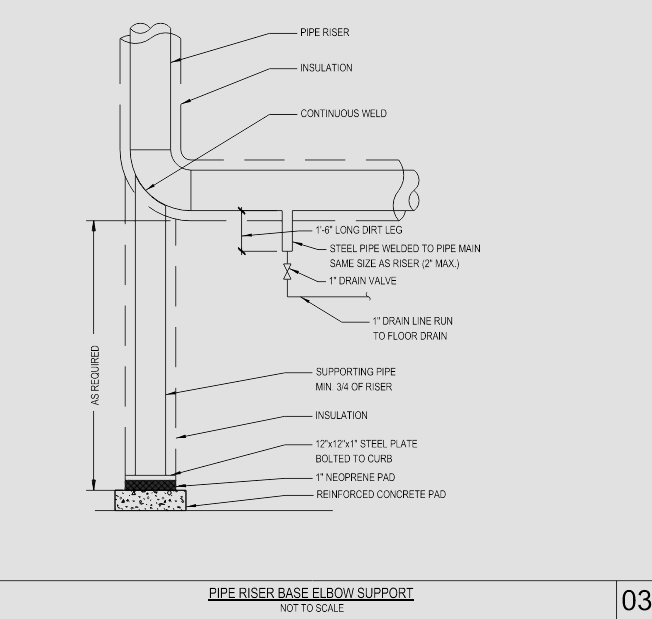 PIPE RISER
INSULATION
CONTINUOUS WELD
1'-6" LONG DIRT LEG
STEEL PIPE WELDED TO PIPE MAIN
SAME SIZE AS RISER (2" MAX.)
1" DRAIN VALVE
1" DRAIN LINE RUN
TO FLOOR DRAIN
AS REQUIRED
SUPPORTING PIPE
MIN. 3/4 OF RISER
INSULATION
12"x12"x1" STEEL PLATE
BOLTED TO CURB
1" NEOPRENE PAD
REINFORCED CONCRETE PAD
PIPE RISER BASE ELBOW SUPPORT
NOT TO SCALE
03